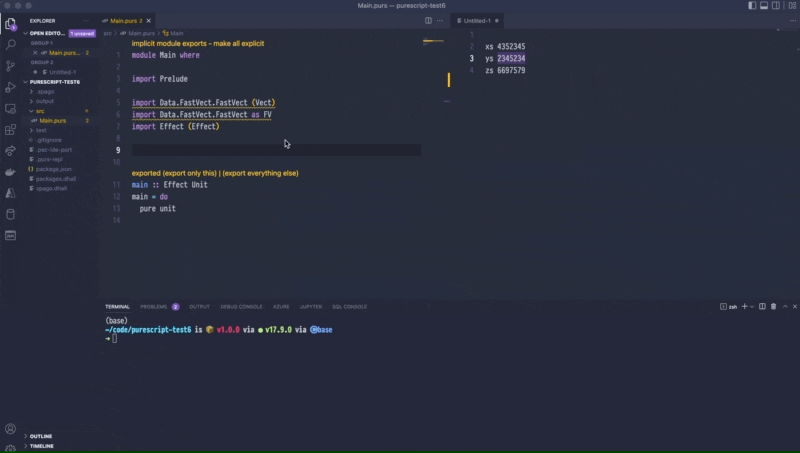 Main.purs — purescript-test6
EXPLORER
OPEN EDITO... 1 unsaved
GROUP 1
Main.purs... 2
GROUP 2
Untitled-1
PURESCRIPT-TEST6
.spago
output
src
Main.purs 2
test
.gitignore
.psc-ide-port
.purs-repl
package.json
packages.dhall
spago.dhall
OUTLINE
TIMELINE
Main.purs 2
src > Main.purs > Main
implicit module exports - make all explicit
1 module Main where
2
3 import Prelude
4
5 import Data.FastVect.FastVect (Vect)
6 import Data.FastVect.FastVect as FV
7 import Effect (Effect)
8
9
10
exported (export only this) | (export everything else)
11 main :: Effect Unit
12 main = do
13 pure unit
14
Untitled-1
1
2 xs 4352345
3 ys 2345234
4 zs 6697579
TERMINAL PROBLEMS 2 OUTPUT DEBUG CONSOLE AZURE JUPYTER SQL CONSOLE
zsh
(base)
~/code/purescript-test6 is 📦 v1.0.0 via v17.9.0 via base
➜